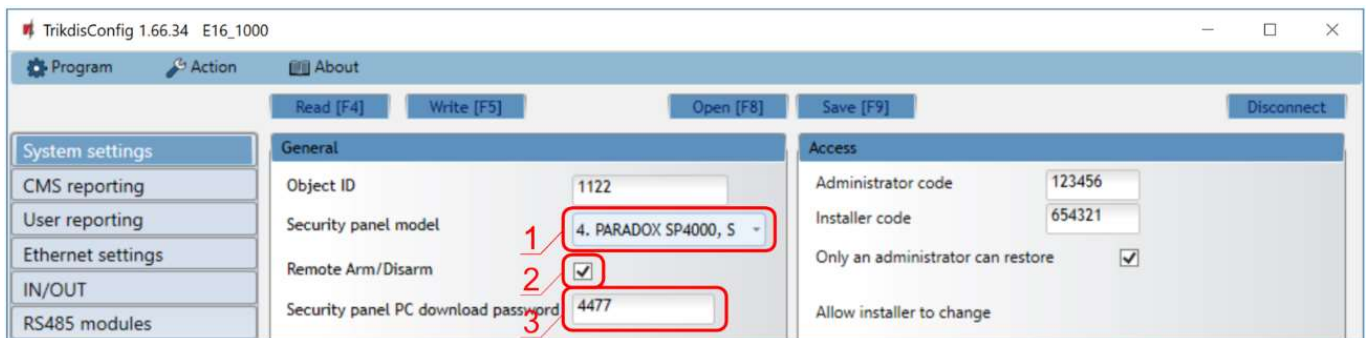 TrikdisConfig 1.66.34 E16_1000
Program Action About
Read [F4] Write [F5] Open [F8] Save [F9] Disconnect
System settings
CMS reporting
User reporting
Ethernet settings
IN/OUT
RS485 modules
General
Object ID 1122
Security panel model 1 4. PARADOX SP4000, S
Remote Arm/Disarm 2
Security panel PC download password 3 4477
Access
Administrator code 123456
Installer code 654321
Only an administrator can restore
Allow installer to change